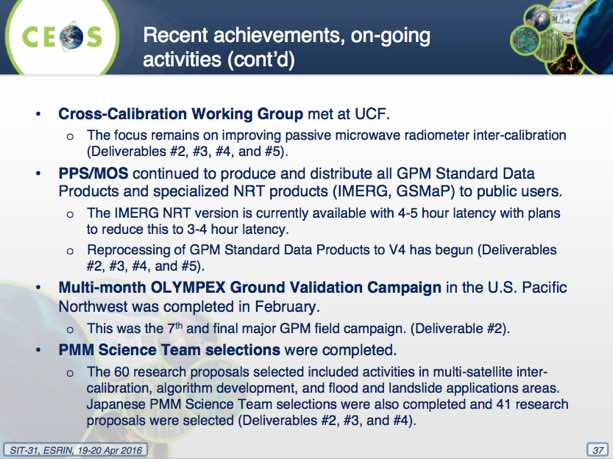 CEOS
Recent achievements, on-going
activities (cont’d)
• Cross-Calibration Working Group met at UCF.
o The focus remains on improving passive microwave radiometer inter-calibration
(Deliverables #2, #3, #4, and #5).
• PPS/MOS continued to produce and distribute all GPM Standard Data
Products and specialized NRT products (IMERG, GSMaP) to public users.
o The IMERG NRT version is currently available with 4-5 hour latency with plans
to reduce this to 3-4 hour latency.
o Reprocessing of GPM Standard Data Products to V4 has begun (Deliverables
#2, #3, #4, and #5).
• Multi-month OLYMPEX Ground Validation Campaign in the U.S. Pacific
Northwest was completed in February.
o This was the 7th and final major GPM field campaign. (Deliverable #2).
• PMM Science Team selections were completed.
o The 60 research proposals selected included activities in multi-satellite inter-
calibration, algorithm development, and flood and landslide applications areas.
Japanese PMM Science Team selections were also completed and 41 research
proposals were selected (Deliverables #2, #3, and #4).
SIT-31, ESRIN, 19-20 Apr 2016
37